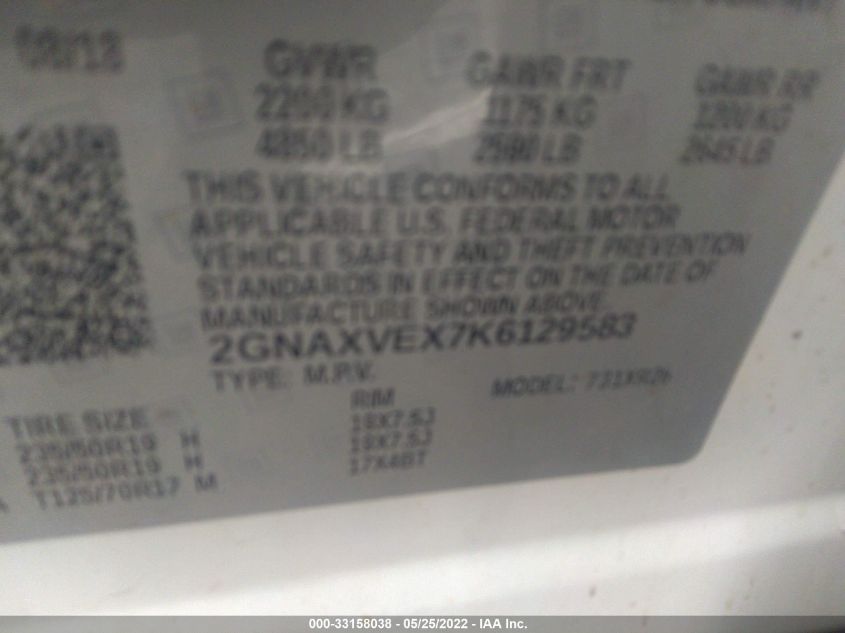 09/18 GVWR GAWR FRT GAWR RR
2200 KG 1175 KG 1200 KG
4850 LB 2590 LB 2645 LB
THIS VEHICLE CONFORMS TO ALL
APPLICABLE U.S. FEDERAL MOTOR
VEHICLE SAFETY AND THEFT PREVENTION
STANDARDS IN EFFECT ON THE DATE OF
MANUFACTURE SHOWN ABOVE.
2GNAXVEX7K6129583
TYPE: M.P.V. MODEL:
TIRE SIZE RIM
235/50R19 H 19X7.5J
235/50R19 H 19X7.5J
T125/70R17 M 17X4BT
000-33158038 - 05/25/2022 - IAA Inc.